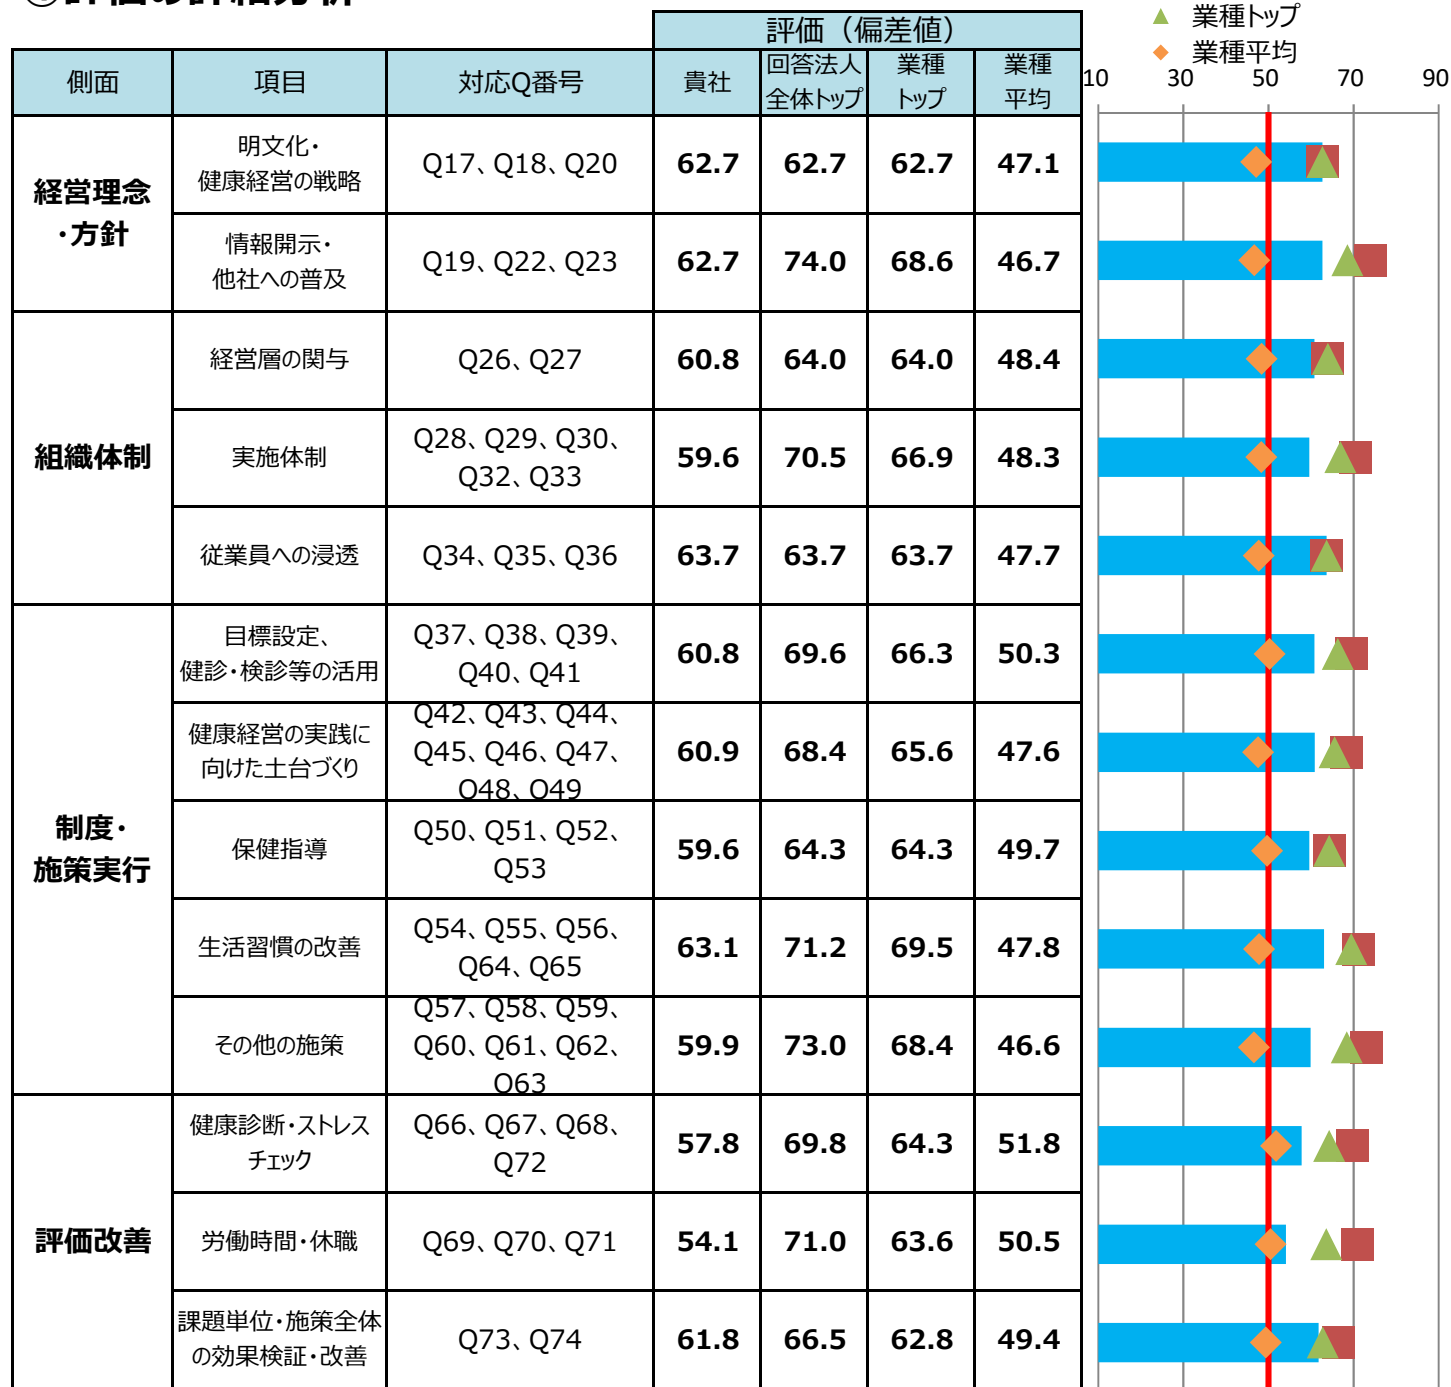 評価（偏差値）
▲ 業種トップ
◆ 業種平均
側面 項目 対応Q番号 貴社 回答法人 業種 業種
全体トップ トップ 平均
10 30 50 70 90
経営理念
・方針
明文化・
健康経営の戦略
Q17、Q18、Q20 62.7 62.7 62.7 47.1
情報開示・
他社への普及
Q19、Q22、Q23 62.7 74.0 68.6 46.7
組織体制
経営層の関与 Q26、Q27 60.8 64.0 64.0 48.4
実施体制
Q28、Q29、Q30、
Q32、Q33
59.6 70.5 66.9 48.3
従業員への浸透 Q34、Q35、Q36 63.7 63.7 63.7 47.7
制度・
施策実行
目標設定、
健診・検診等の活用
Q37、Q38、Q39、
Q40、Q41
60.8 69.6 66.3 50.3
健康経営の実践に
向けた土台づくり
Q42、Q43、Q44、
Q45、Q46、Q47、
Q48、Q49
60.9 68.4 65.6 47.6
保健指導
Q50、Q51、Q52、
Q53
59.6 64.3 64.3 49.7
生活習慣の改善
Q54、Q55、Q56、
Q64、Q65
63.1 71.2 69.5 47.8
その他の施策
Q57、Q58、Q59、
Q60、Q61、Q62、
Q63
59.9 73.0 68.4 46.6
評価改善
健康診断・ストレス
チェック
Q66、Q67、Q68、
Q72
57.8 69.8 64.3 51.8
労働時間・休職 Q69、Q70、Q71 54.1 71.0 63.6 50.5
課題単位・施策全体
の効果検証・改善
Q73、Q74 61.8 66.5 62.8 49.4